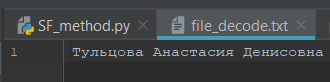 SF_method.py file_decode.txt
1 Тульцова Анастасия Денисовна